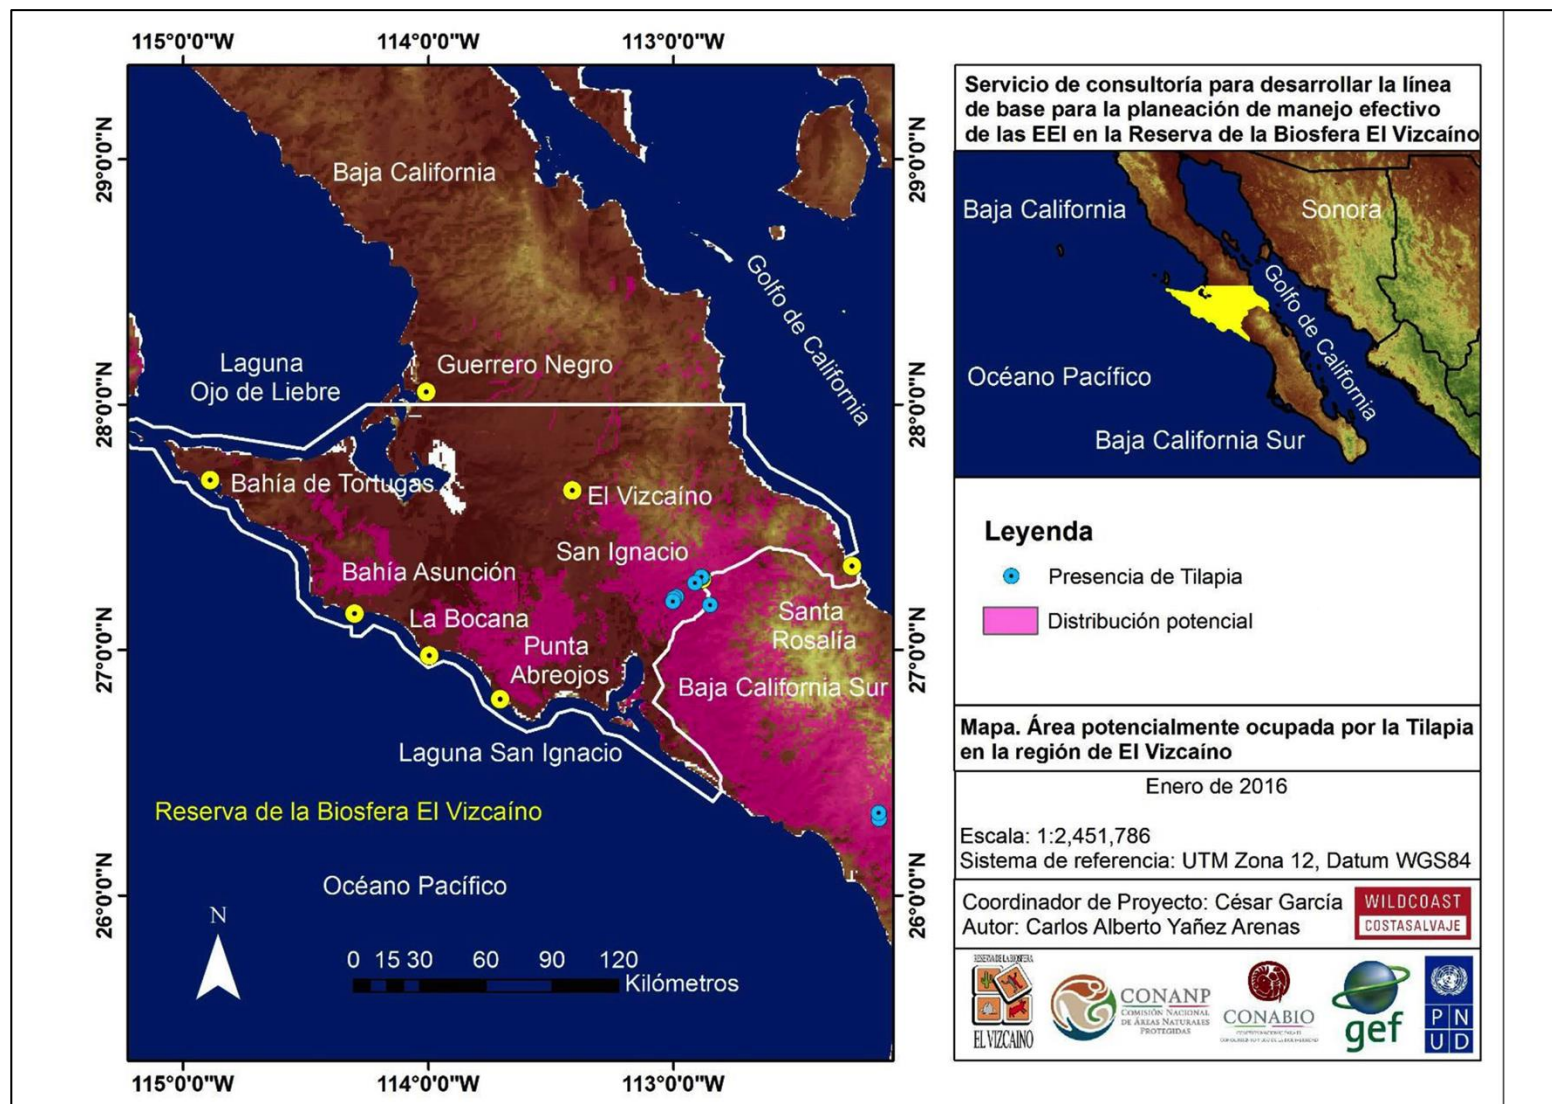 115°0'0"W
114°0'0"W
113°0'0"W
29°0'0"N
28°0'0"N
27°0'0"N
26°0'0"N
Baja California
Golfo de California
Laguna
Ojo de Liebre
Guerrero Negro
Bahía de Tortugas
El Vizcaíno
San Ignacio
Bahía Asunción
La Bocana
Punta
Abreojos
Santa
Rosalía
Baja California Sur
Laguna San Ignacio
Reserva de la Biosfera El Vizcaíno
Océano Pacífico
N
0 15 30 60 90 120
Kilómetros
29°0'0"N
28°0'0"N
27°0'0"N
26°0'0"N
115°0'0"W
114°0'0"W
113°0'0"W
Servicio de consultoría para desarrollar la línea
de base para la planeación de manejo efectivo
de las EEI en la Reserva de la Biosfera El Vizcaíno
Baja California
Sonora
Golfo de California
Océano Pacífico
Baja California Sur
Leyenda
Presencia de Tilapia
Distribución potencial
Mapa. Área potencialmente ocupada por la Tilapia
en la región de El Vizcaíno
Enero de 2016
Escala: 1:2,451,786
Sistema de referencia: UTM Zona 12, Datum WGS84
Coordinador de Proyecto: César García
Autor: Carlos Alberto Yañez Arenas
WILDCOAST
COSTASALVAJE
RESERVA DE LA BIOSFERA
EL VIZCAINO
CONANP
COMISIÓN NACIONAL
DE ÁREAS NATURALES
PROTEGIDAS
CONABIO
gef
P N
U D